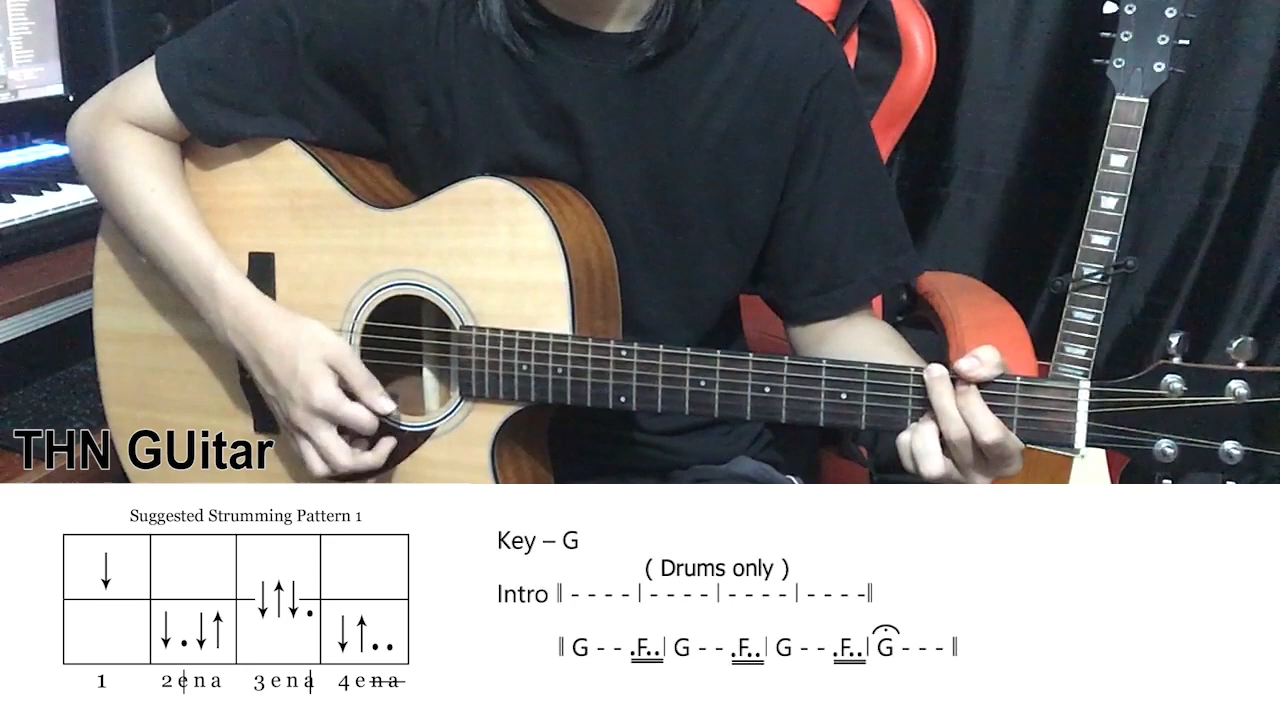 THN GUitar
Suggested Strumming Pattern 1
1 2 e n a 3 e n a 4 e n a
Key – G
( Drums only )
Intro ‖ - - - - | - - - - | - - - - | - - - -‖
‖ G - - .F..| G - - .F..| G - - .F..| G - - - ‖